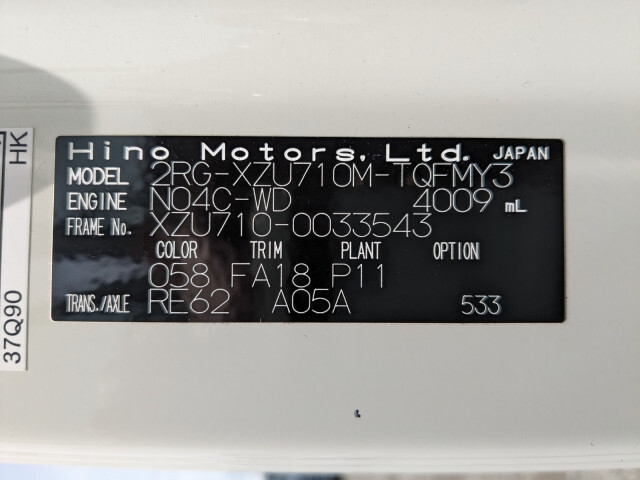 Hino Motors, Ltd. JAPAN
MODEL 2RG-XZU710M-TQFMY3
ENGINE N04C-WD 4009 mL
FRAME No. XZU710-0033543
COLOR TRIM PLANT OPTION
058 FA18 P11
TRANS./AXLE RE62 A05A 533
HK
37Q90